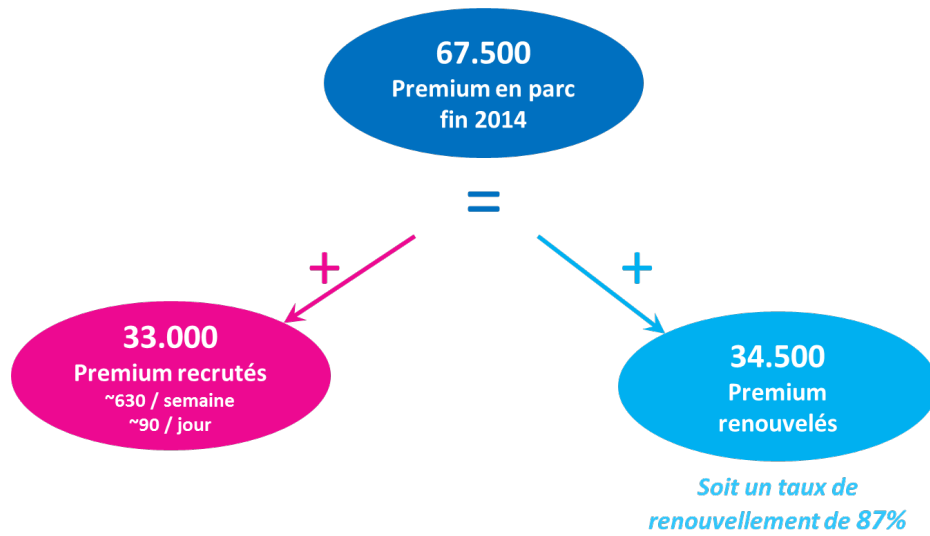 67.500
Premium en parc
fin 2014
=
+
+
33.000
Premium recrutés
~630 / semaine
~90 / jour
34.500
Premium
renouvelés
Soit un taux de
renouvellement de 87%